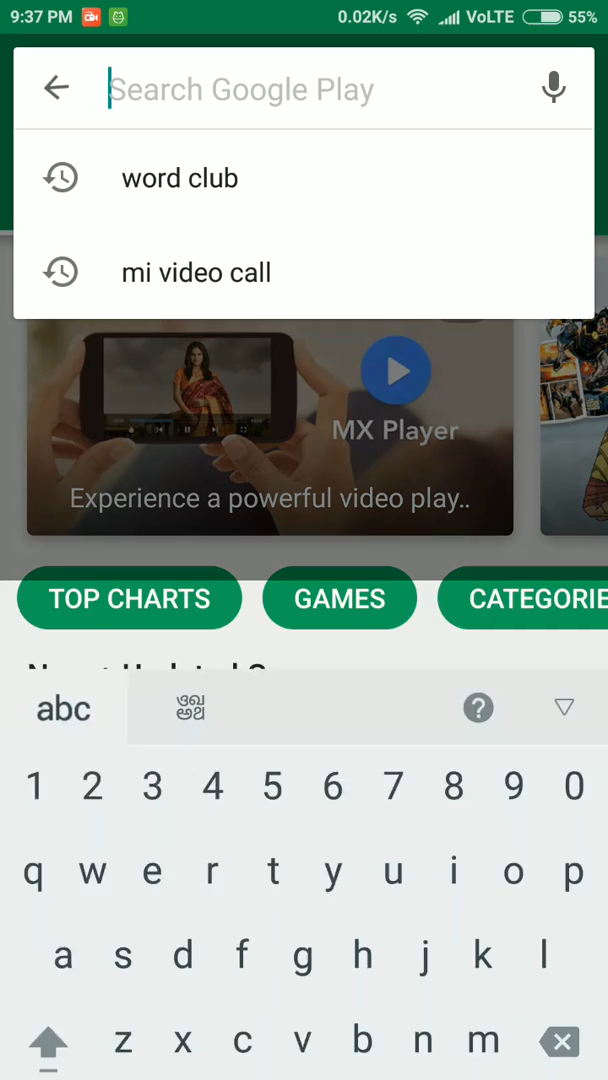 9:37 PM 0.02K/s VoLTE 55%
Search Google Play
word club
mi video call
MX Player
Experience a powerful video play..
TOP CHARTS GAMES CATEGORIE
abc ?
1 2 3 4 5 6 7 8 9 0
q w e r t y u i o p
a s d f g h j k l
z x c v b n m